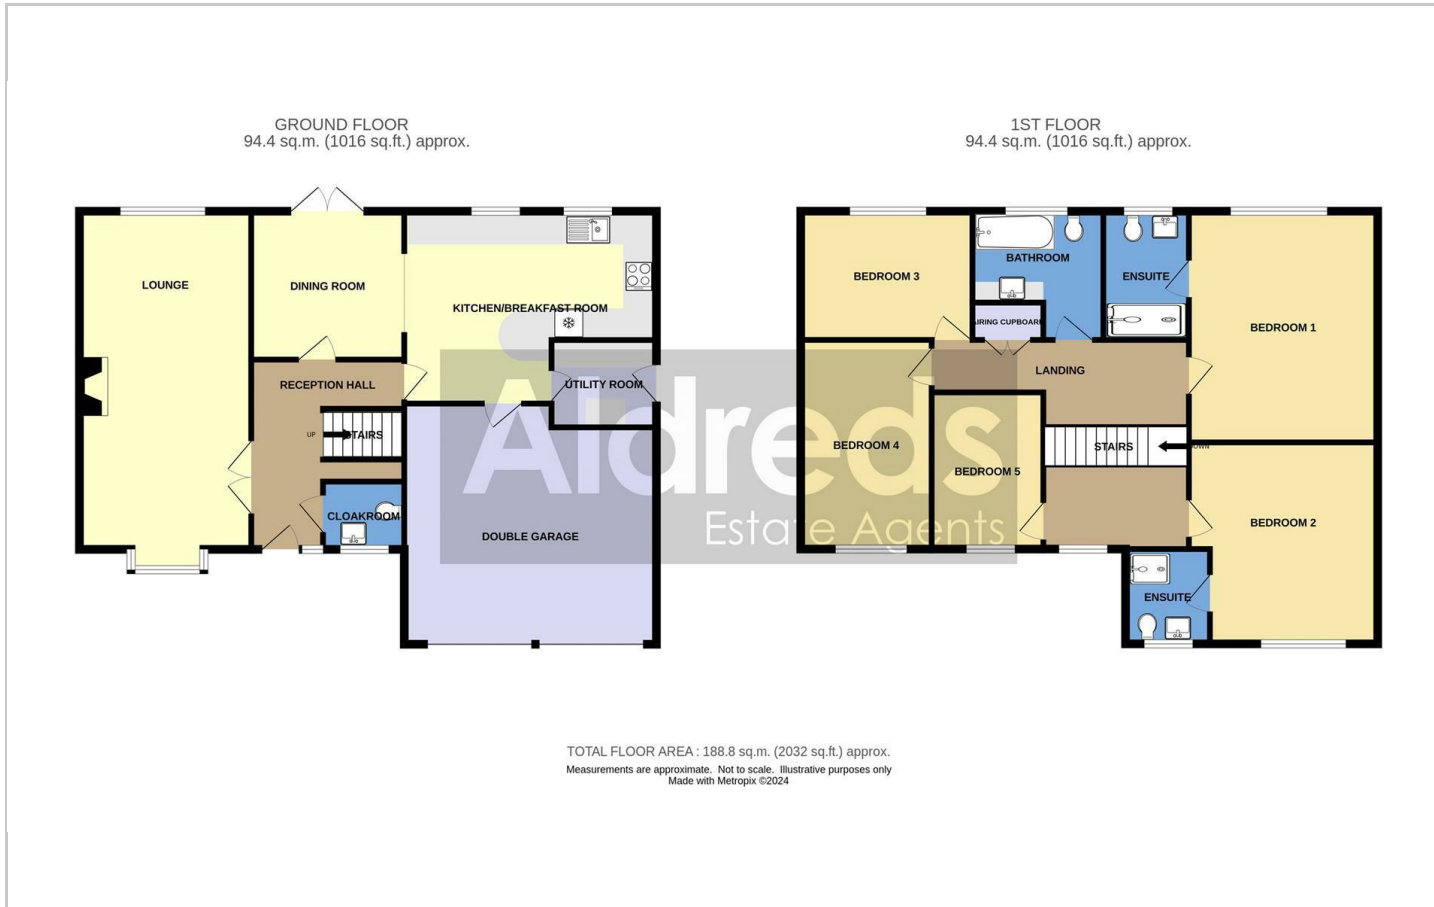 GROUND FLOOR
94.4 sq.m. (1016 sq.ft.) approx.
LOUNGE
DINING ROOM
KITCHEN/BREAKFAST ROOM
RECEPTION HALL
UTILITY ROOM
UP
STAIRS
CLOAKROOM
DOUBLE GARAGE
1ST FLOOR
94.4 sq.m. (1016 sq.ft.) approx.
BEDROOM 3
BATHROOM
ENSUITE
AIRING CUPBOARD
BEDROOM 1
LANDING
BEDROOM 4
BEDROOM 5
STAIRS
DOWN
BEDROOM 2
ENSUITE
Aldreds
Estate Agents
TOTAL FLOOR AREA : 188.8 sq.m. (2032 sq.ft.) approx.
Measurements are approximate. Not to scale. Illustrative purposes only
Made with Metropix ©2024